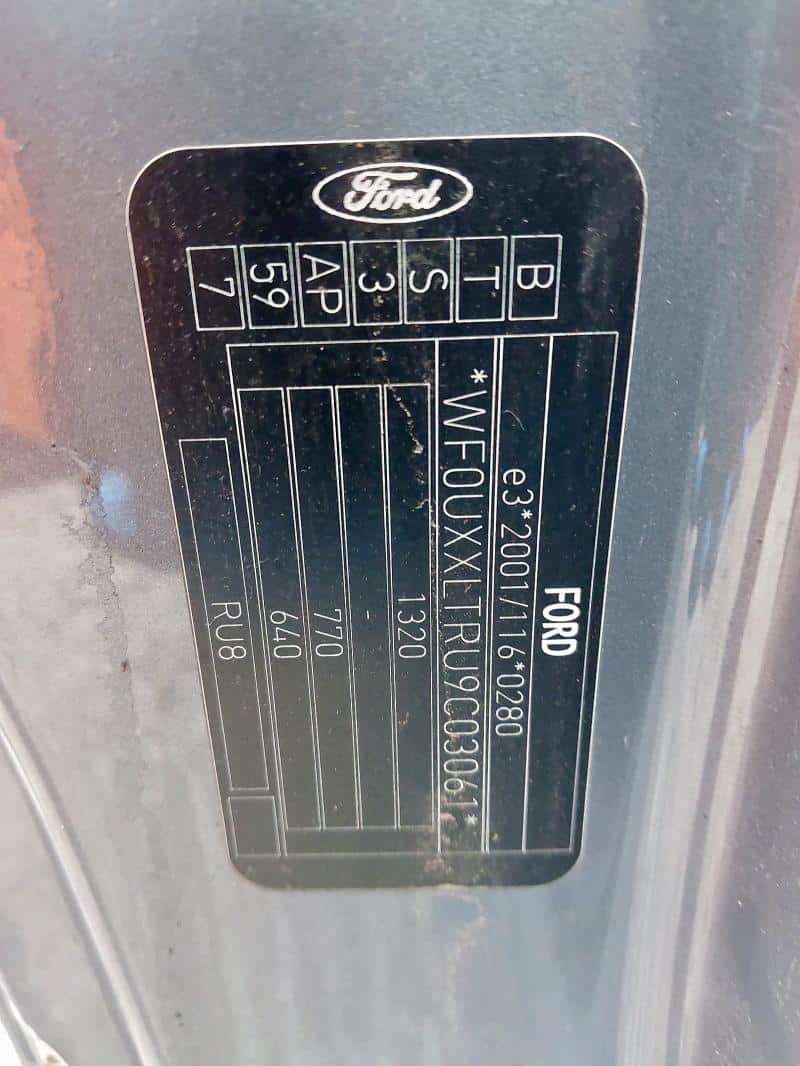 Ford
FORD
e3*2001/116*0280
*WF0UXXLTRU9C03061*
1320
-
770
640
RU8
B
T
S
3
AP
59
7